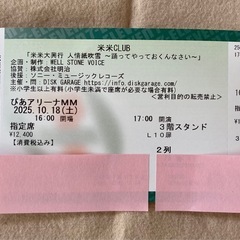 米米CLUB
「米米大興行 人情紙吹雪 ~踊ってやっておくんなさい~」
企画・制作:WELL STONE VOICE
協賛:株式会社明治
後援:ソニー・ミュージックレコーズ
問合せ先:DISK GARAGE https://info.diskgarage.com/
※小学生以上有料(小学生未満で座席が必要な場合有料)
<営利目的の転売禁止>
ぴあアリーナMM
2025.10.18(土)
16:00 開場
17:00 開演
指定席
3階スタンド
¥12,400
L10扉
【消費税込み】
2列